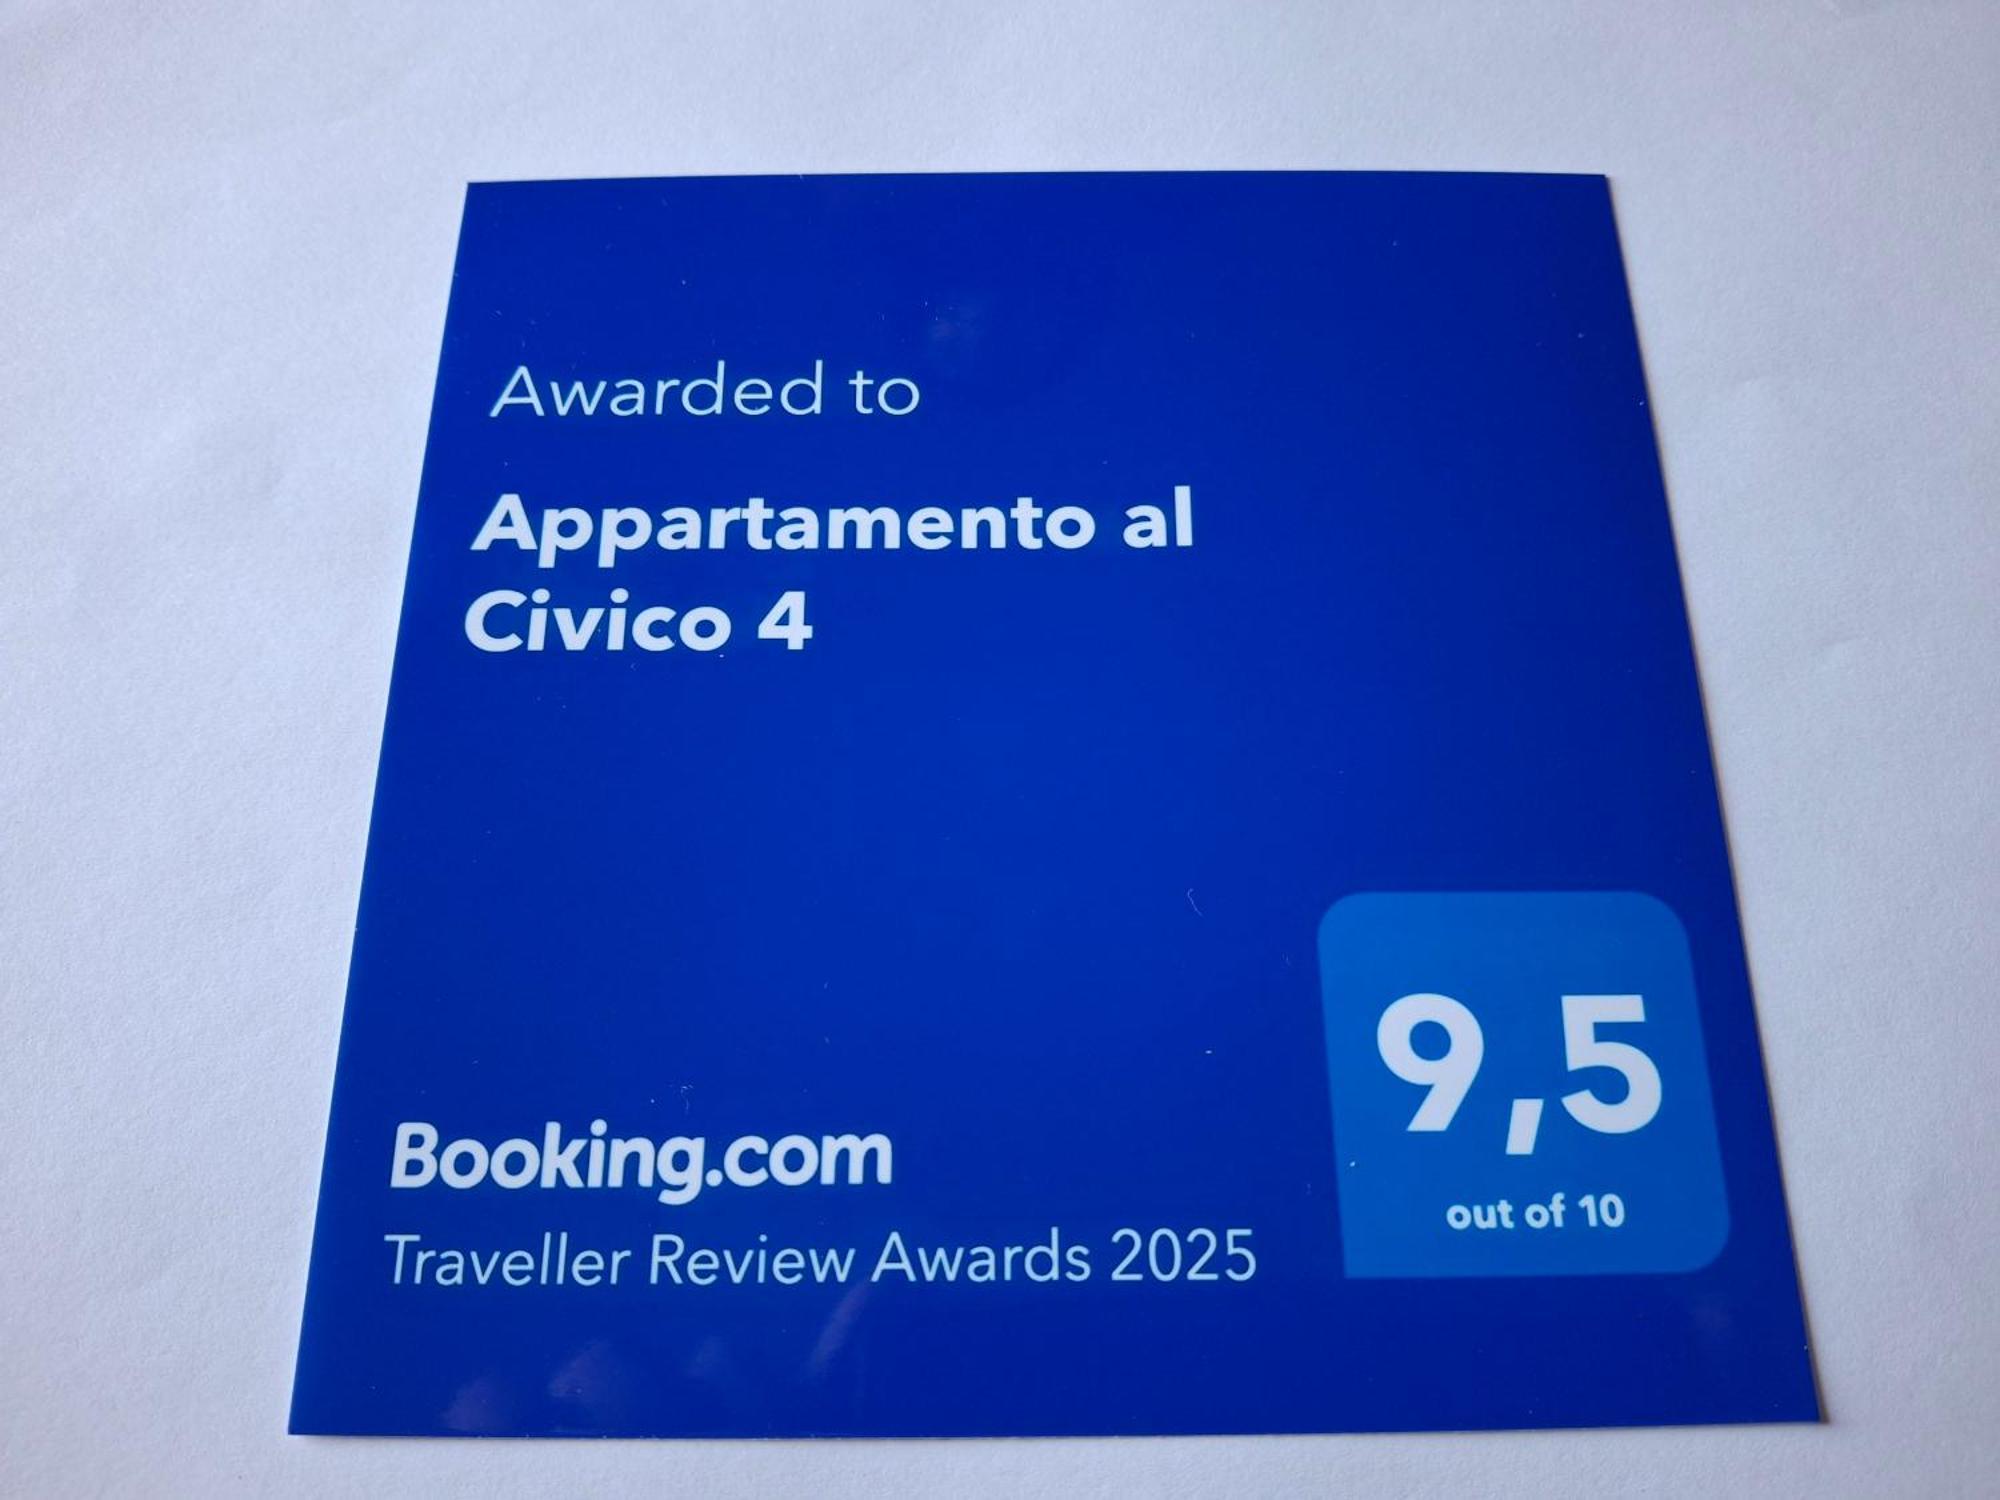 Awarded to
Appartamento al
Civico 4
9,5
out of 10
Booking.com
Traveller Review Awards 2025